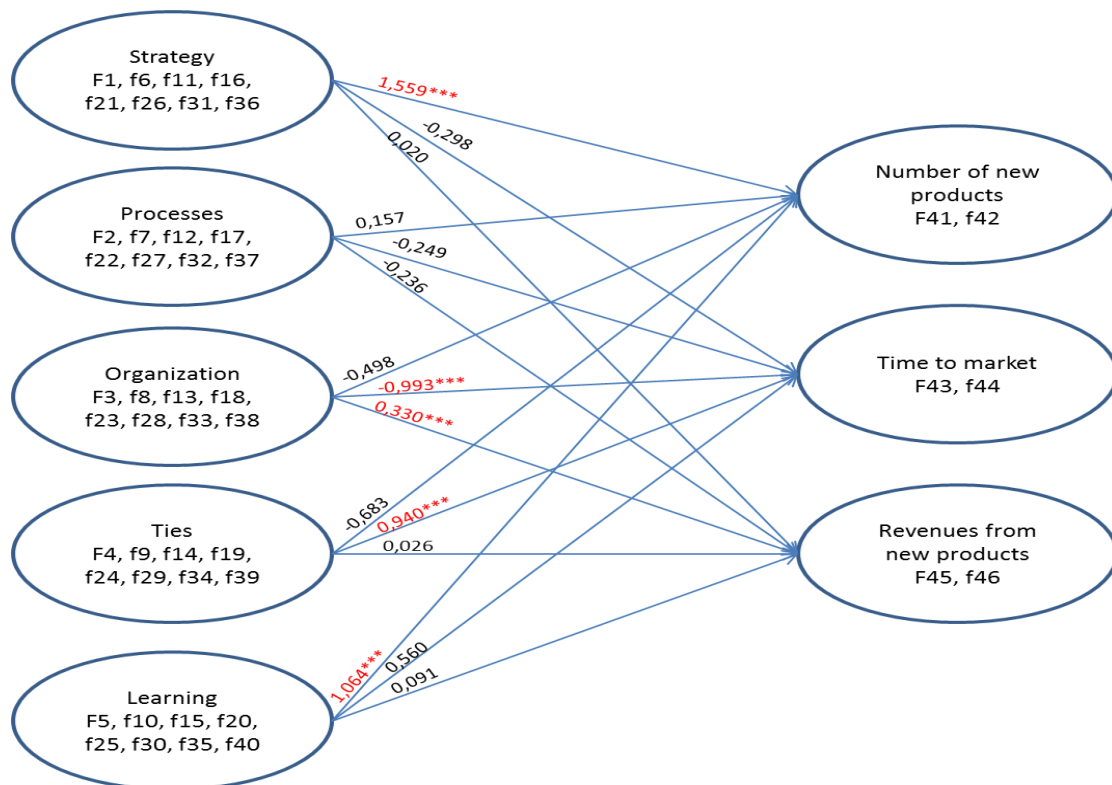 Strategy
F1, f6, f11, f16,
f21, f26, f31, f36
1,559***
-0,298
0,020
Processes
F2, f7, f12, f17,
f22, f27, f32, f37
0,157
-0,249
-0,236
Organization
F3, f8, f13, f18,
f23, f28, f33, f38
-0,498
-0,993***
0,330***
Ties
F4, f9, f14, f19,
f24, f29, f34, f39
-0,683
0,940***
0,026
Learning
F5, f10, f15, f20,
f25, f30, f35, f40
1,064***
0,560
0,091
Number of new
products
F41, f42
Time to market
F43, f44
Revenues from
new products
F45, f46